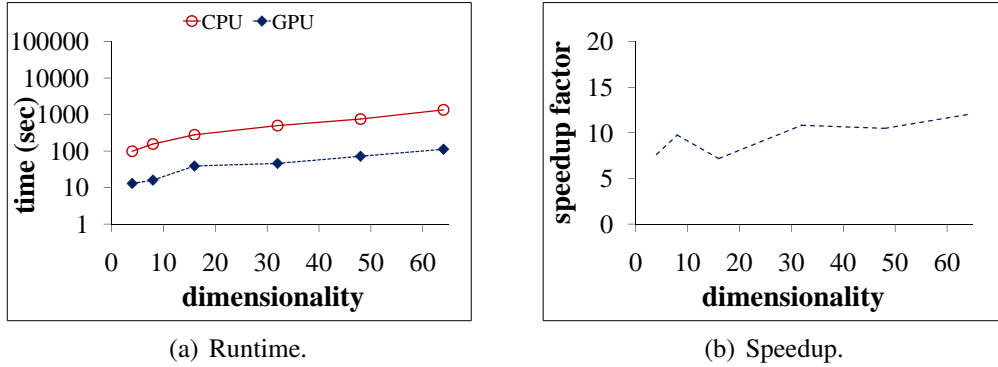 CPU GPU
100000
10000
1000
100
10
1
time (sec)
0 10 20 30 40 50 60
dimensionality
(a) Runtime.
20
15
10
5
0
speedup factor
0 10 20 30 40 50 60
dimensionality
(b) Speedup.